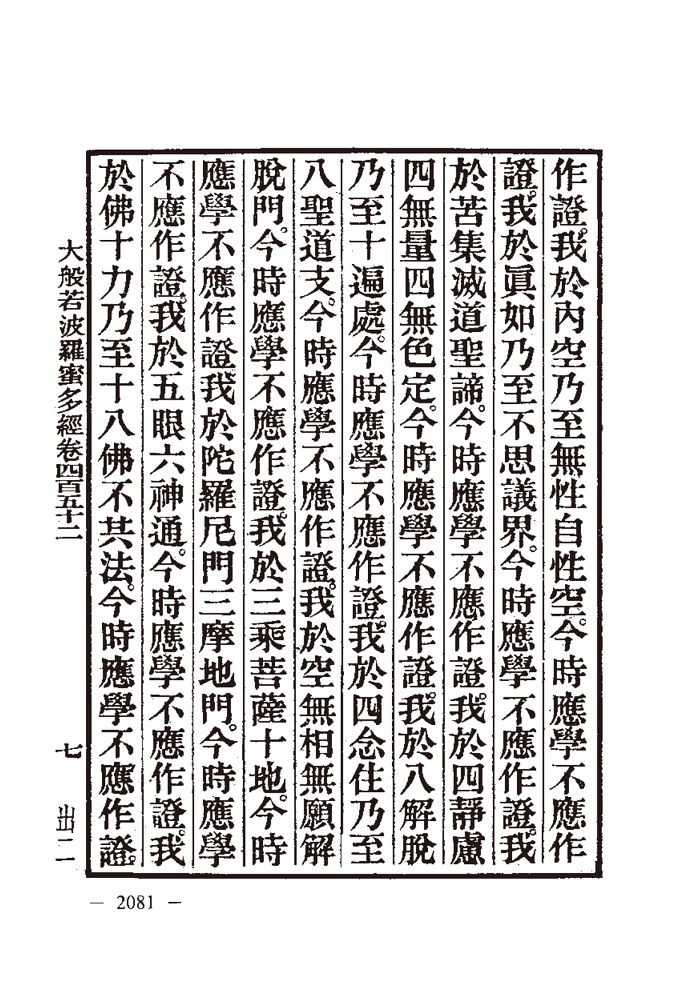 作證。我於內空乃至無性自性空。今時應學不應作
證。我於眞如乃至不思議界。今時應學不應作證。我
於苦集滅道聖諦。今時應學不應作證。我於四靜慮
四無量四無色定。今時應學不應作證。我於八解脫
乃至十遍處。今時應學不應作證。我於四念住乃至
八聖道支。今時應學不應作證。我於空無相無願解
脫門。今時應學不應作證。我於三乘菩薩十地。今時
應學不應作證。我於陀羅尼門三摩地門。今時應學
不應作證。我於五眼六神通。今時應學不應作證。我
於佛十力乃至十八佛不共法。今時應學不應作證。
大般若波羅蜜多經卷四百五十二 七 出二
— 2081 —